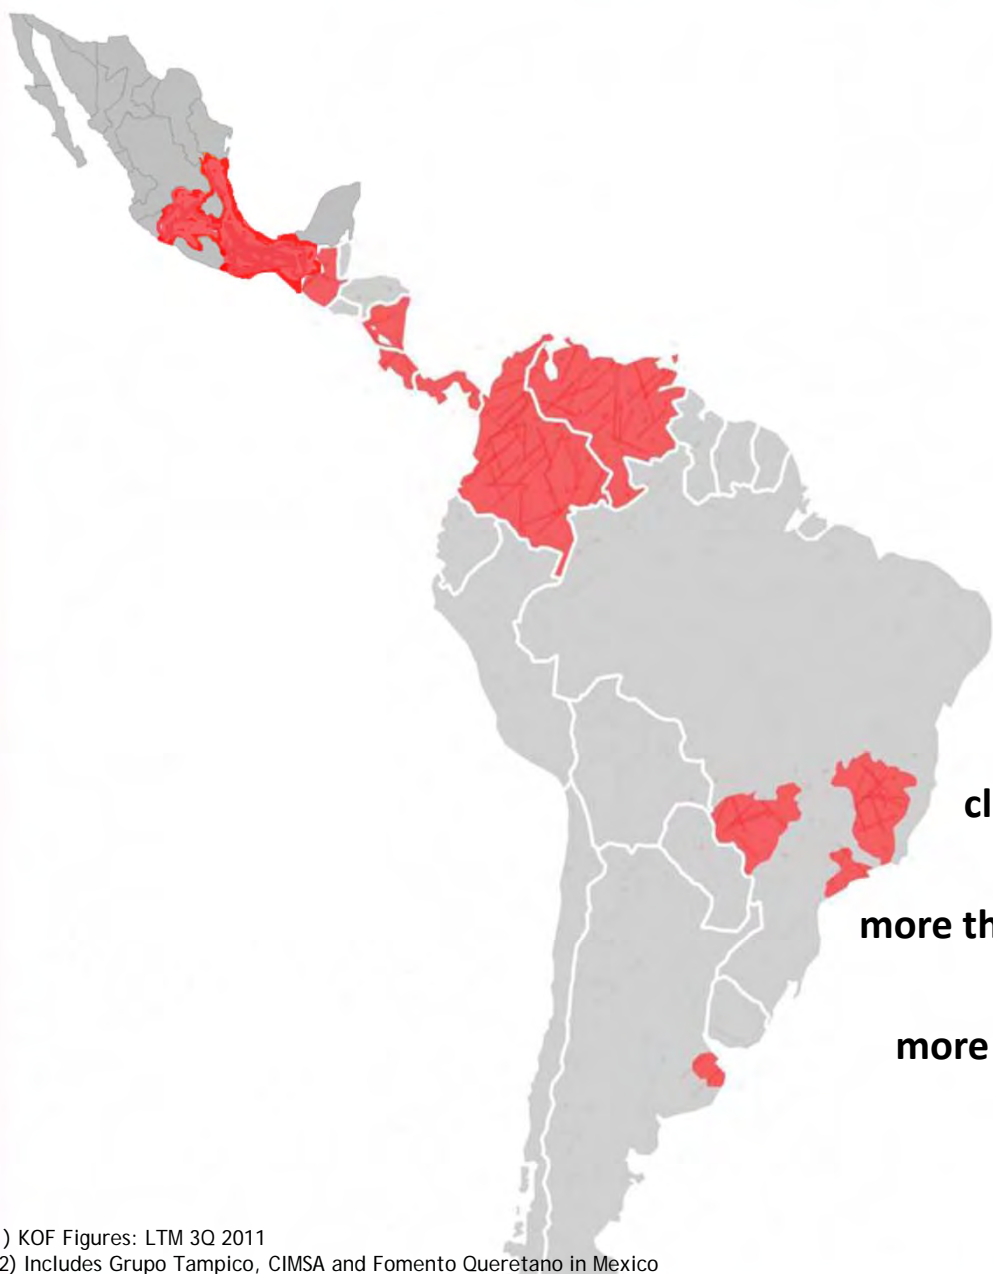 cl
more th
more
) KOF Figures: LTM 3Q 2011
2) Includes Grupo Tampico, CIMSA and Fomento Queretano in Mexico